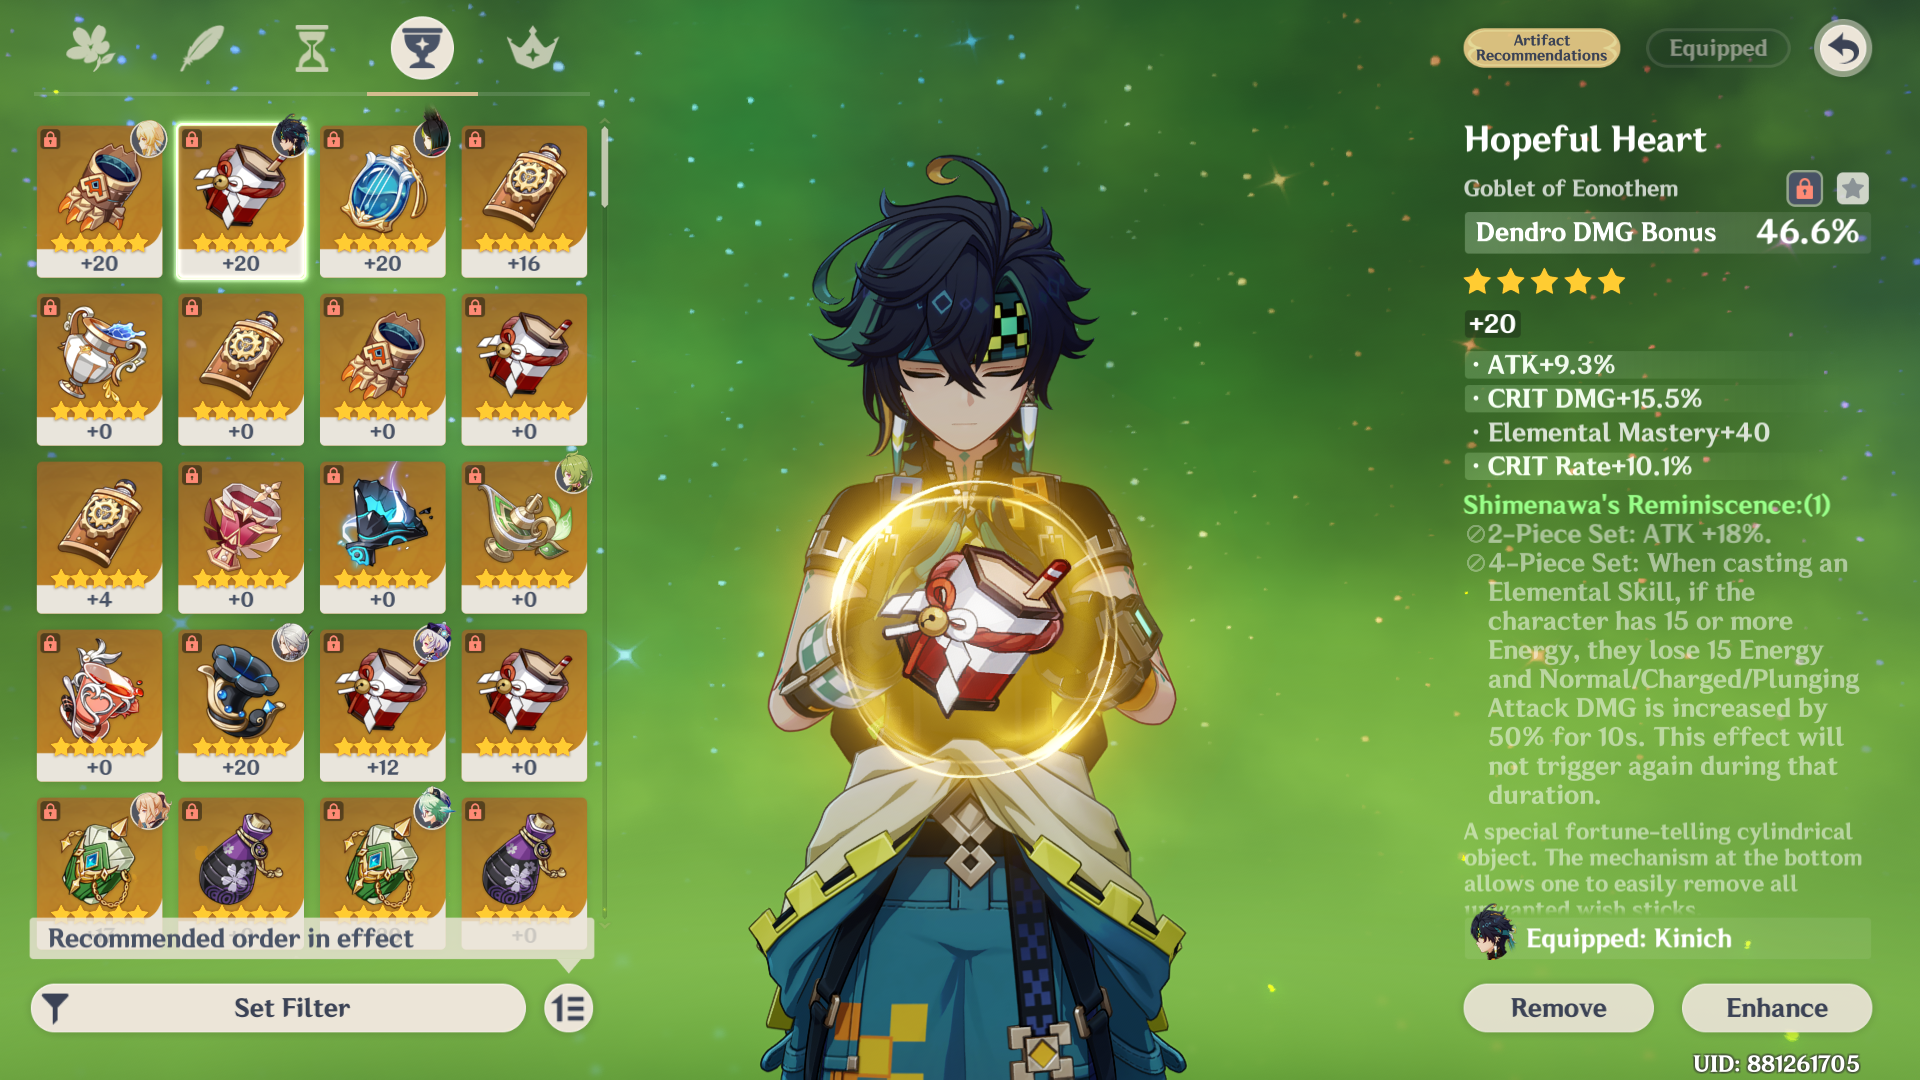 Artifact
Recommendations
Equipped
+20
+20
+20
+16
+0
+0
+0
+0
+4
+0
+0
+0
+0
+20
+12
+0
+0
Recommended order in effect
Set Filter
Hopeful Heart
Goblet of Eonothem
Dendro DMG Bonus 46.6%
+20
· ATK+9.3%
· CRIT DMG+15.5%
· Elemental Mastery+40
· CRIT Rate+10.1%
Shimenawa's Reminiscence:(1)
2-Piece Set: ATK +18%.
4-Piece Set: When casting an
Elemental Skill, if the
character has 15 or more
Energy, they lose 15 Energy
and Normal/Charged/Plunging
Attack DMG is increased by
50% for 10s. This effect will
not trigger again during that
duration.
A special fortune-telling cylindrical
object. The mechanism at the bottom
allows one to easily remove all
unwanted wish sticks
Equipped: Kinich
Remove
Enhance
UID: 881261705